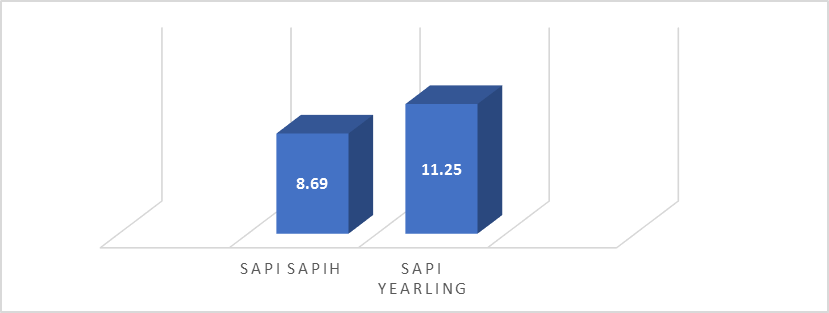 8.69
11.25
SAPI SAPIH
SAPI
YEARLING